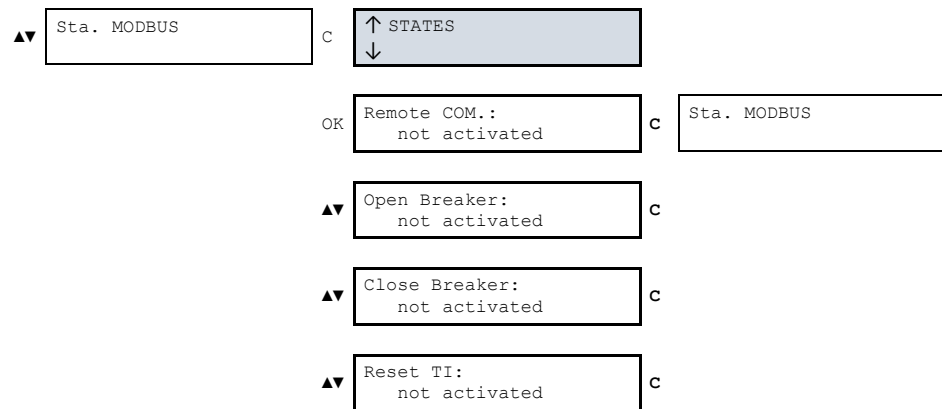 ▲▼ Sta. MODBUS C ↑ STATES
↓
OK Remote COM.: C Sta. MODBUS
not activated
▲▼ Open Breaker: C
not activated
▲▼ Close Breaker: C
not activated
▲▼ Reset TI: C
not activated